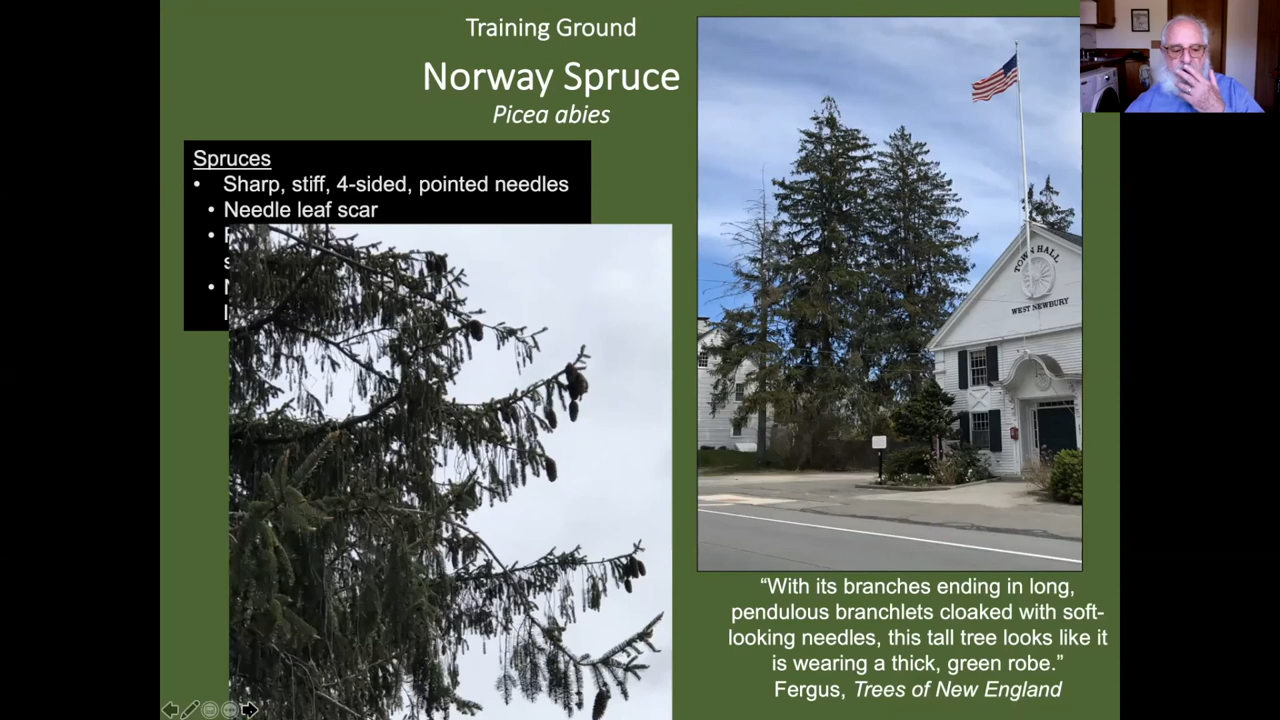 Training Ground
Norway Spruce
Picea abies
Spruces
• Sharp, stiff, 4-sided, pointed needles
• Needle leaf scar
TOWN HALL
WEST NEWBURY
“With its branches ending in long,
pendulous branchlets cloaked with soft-
looking needles, this tall tree looks like it
is wearing a thick, green robe.”
Fergus, Trees of New England